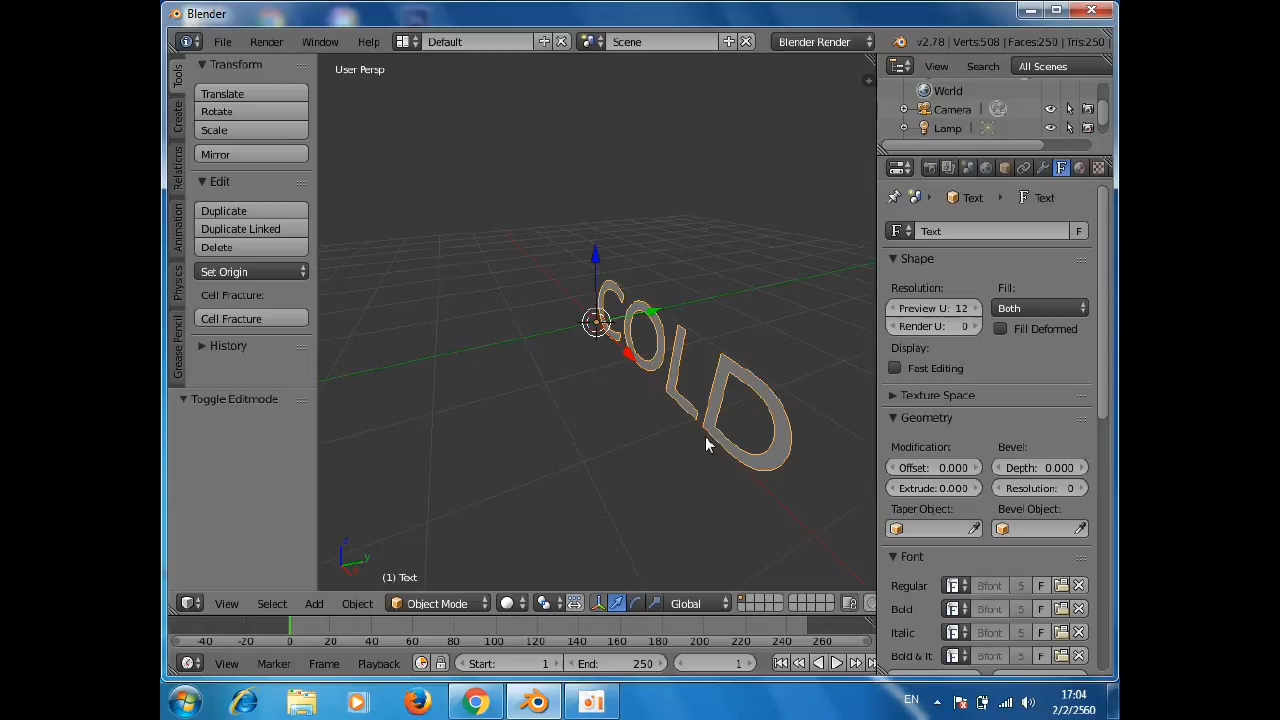 Blender
File Render Window Help Default Scene Blender Render v2.78 | Verts:508 | Faces:250 | Tris:250 |
Tools
Create
Relations
Animation
Physics
Grease Pencil
Transform
Translate
Rotate
Scale
Mirror
Edit
Duplicate
Duplicate Linked
Delete
Set Origin
Cell Fracture:
Cell Fracture
History
Toggle Editmode
User Persp
COLD
z
y
x
(1) Text
View Search All Scenes
World
Camera
Lamp
Text Text
F Text F
Shape
Resolution: Fill:
Preview U: 12 Both
Render U: 0 Fill Deformed
Display:
Fast Editing
Texture Space
Geometry
Modification: Bevel:
Offset: 0.000 Depth: 0.000
Extrude: 0.000 Resolution: 0
Taper Object: Bevel Object:
Font
Regular F Bfont 5 F
Bold F Bfont 5 F
Italic F Bfont 5 F
Bold & It F Bfont 5 F
View Select Add Object Object Mode Global
-40 -20 0 20 40 60 80 100 120 140 160 180 200 220 240 260
View Marker Frame Playback Start: 1 End: 250 1
EN 17:04
2/2/2560